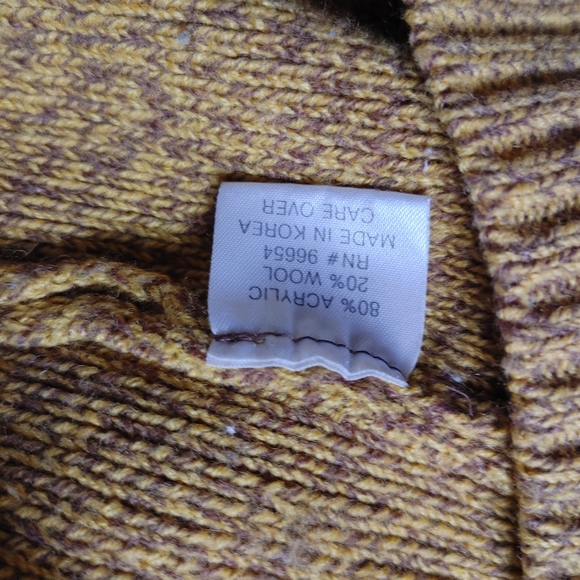 80% ACRYLIC
20% WOOL
RN # 96654
MADE IN KOREA
CARE OVER